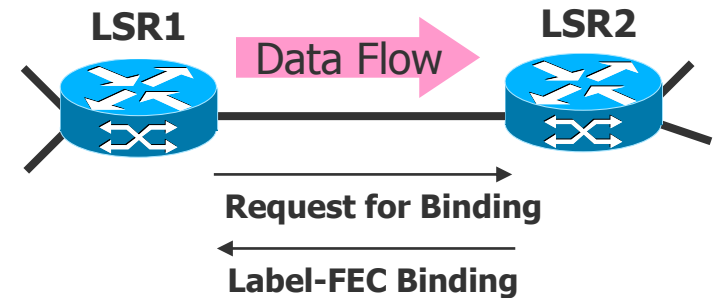 LSR1
LSR2
Data Flow
Request for Binding
Label-FEC Binding